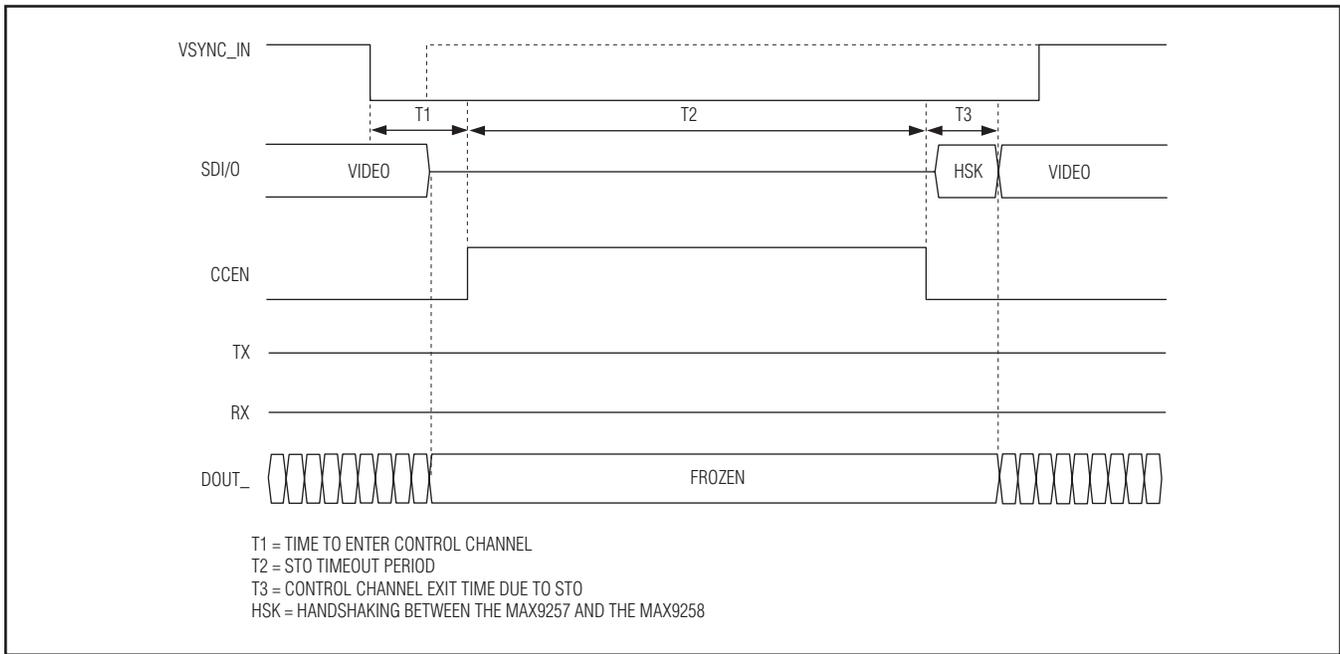 VSYNC_IN
T1 T2 T3
SDI/O VIDEO HSK VIDEO
CCEN
TX
RX
DOUT_ FROZEN
T1 = TIME TO ENTER CONTROL CHANNEL
T2 = STO TIMEOUT PERIOD
T3 = CONTROL CHANNEL EXIT TIME DUE TO STO
HSK = HANDSHAKING BETWEEN THE MAX9257 AND THE MAX9258